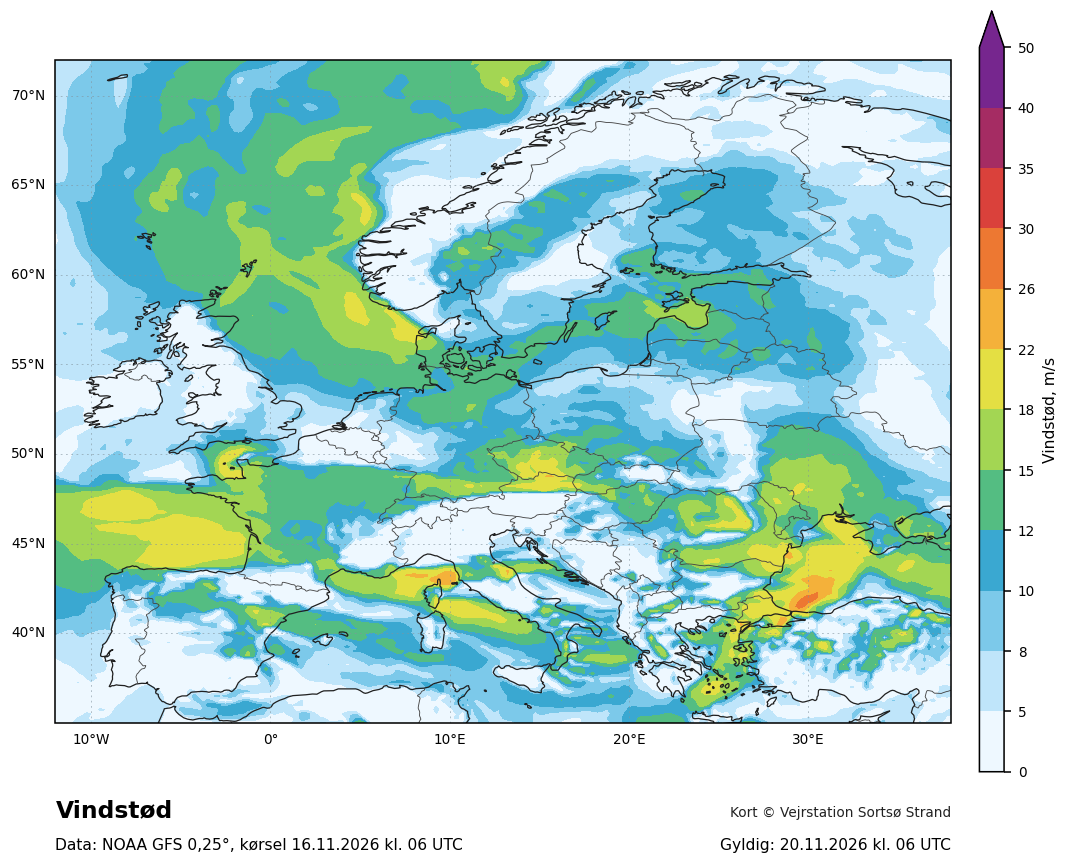 50
40
35
30
26
22
18
15
12
10
8
5
0
Vindstød, m/s
70°N
65°N
60°N
55°N
50°N
45°N
40°N
10°W
0°
10°E
20°E
30°E
Vindstød
Kort © Vejrstation Sortsø Strand
Data: NOAA GFS 0,25°, kørsel 16.11.2026 kl. 06 UTC
Gyldig: 20.11.2026 kl. 06 UTC